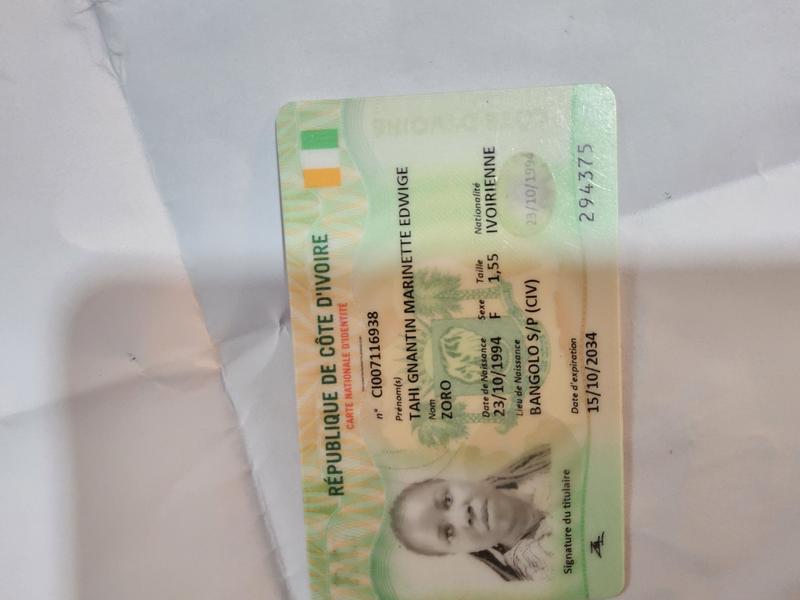 RÉPUBLIQUE DE CÔTE D'IVOIRE
CARTE NATIONALE D'IDENTITÉ
n° CI007116938
Prénom(s)
TAHI GNANTIN MARINETTE EDWIGE
Nom
ZORO
Date de Naissance Sexe Taille Nationalité
23/10/1994 F 1,55 IVOIRIENNE
Lieu de Naissance
BANGOLO S/P (CIV)
23/10/1994
Date d'expiration
15/10/2034
294375
Signature du titulaire
CÔTE D'IVOIRE